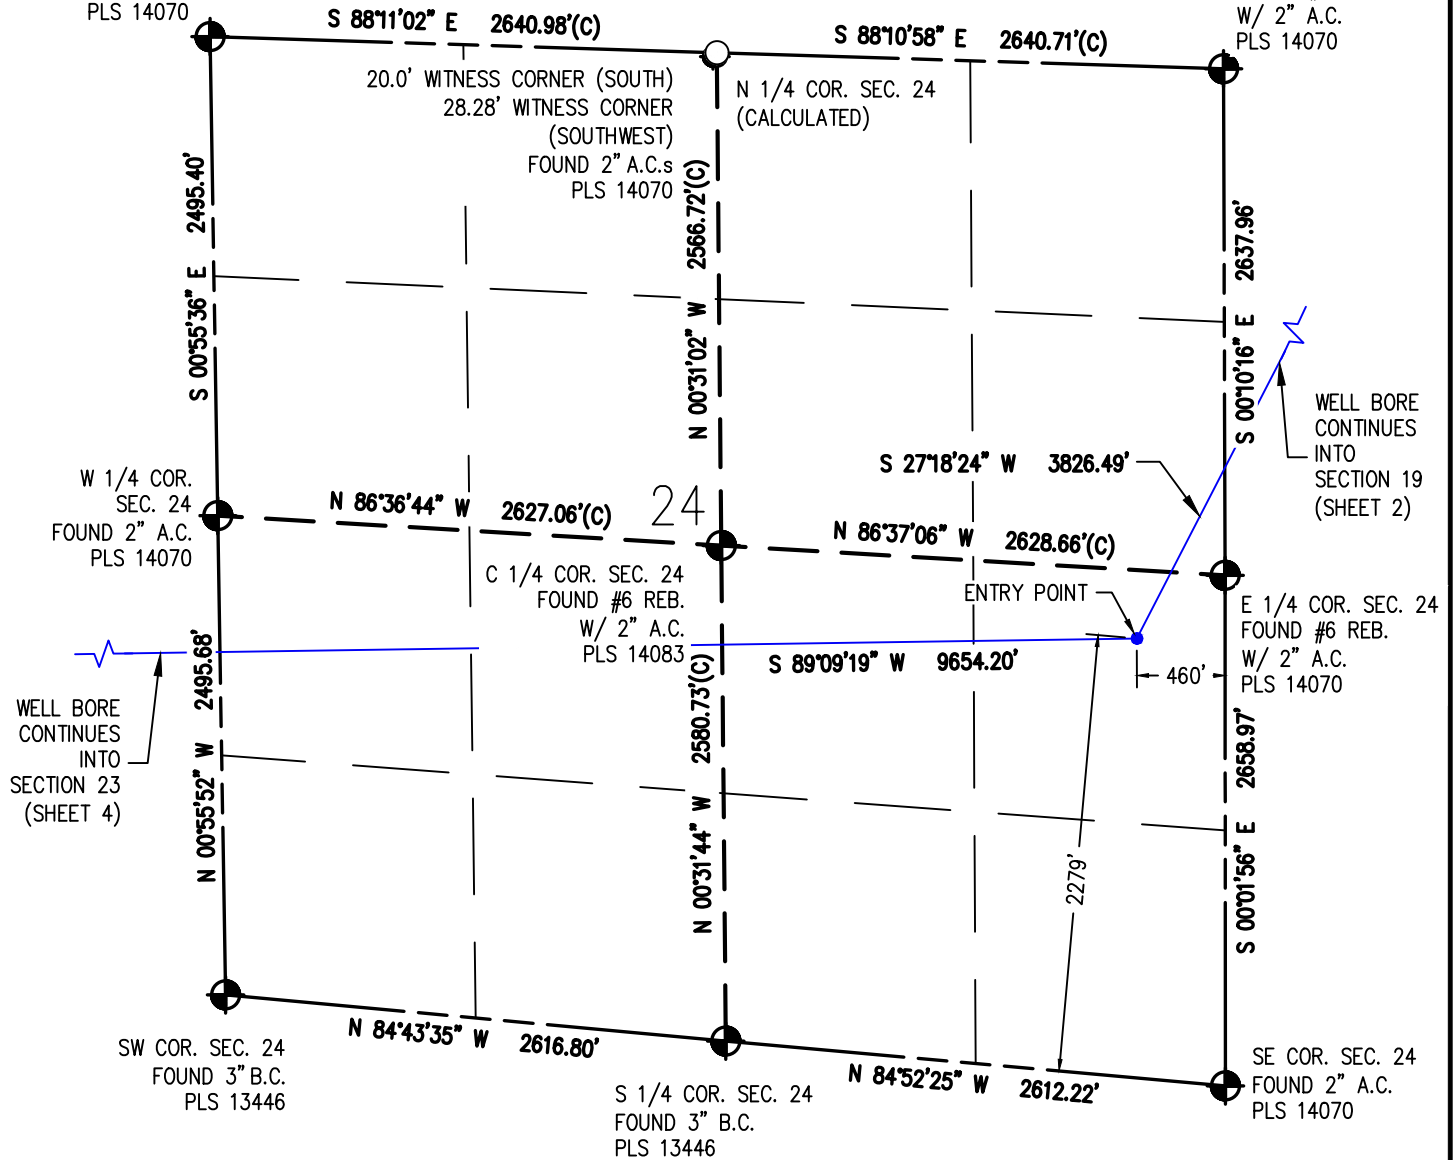 PLS 14070
S 88°11'02" E 2640.98'(C)
S 88°10'58" E 2640.71'(C)
W/ 2" A.C.
PLS 14070
20.0' WITNESS CORNER (SOUTH)
28.28' WITNESS CORNER
(SOUTHWEST)
FOUND 2" A.C.s
PLS 14070
N 1/4 COR. SEC. 24
(CALCULATED)
S 00°55'36" E 2495.40'
N 00°31'02" W 2566.72'(C)
S 00°10'16" E 2637.96'
WELL BORE
CONTINUES
INTO
SECTION 19
(SHEET 2)
S 27°18'24" W 3826.49'
W 1/4 COR.
SEC. 24
FOUND 2" A.C.
PLS 14070
N 86°36'44" W 2627.06'(C)
24
N 86°37'06" W 2628.66'(C)
C 1/4 COR. SEC. 24
FOUND #6 REB.
W/ 2" A.C.
PLS 14083
ENTRY POINT
E 1/4 COR. SEC. 24
FOUND #6 REB.
W/ 2" A.C.
PLS 14070
S 89°09'19" W 9654.20'
460'
WELL BORE
CONTINUES
INTO
SECTION 23
(SHEET 4)
N 00°55'52" W 2495.68'
N 00°31'44" W 2580.73'(C)
2279'
S 00°01'56" E 2658.97'
SW COR. SEC. 24
FOUND 3" B.C.
PLS 13446
N 84°43'35" W 2616.80'
S 1/4 COR. SEC. 24
FOUND 3" B.C.
PLS 13446
N 84°52'25" W 2612.22'
SE COR. SEC. 24
FOUND 2" A.C.
PLS 14070